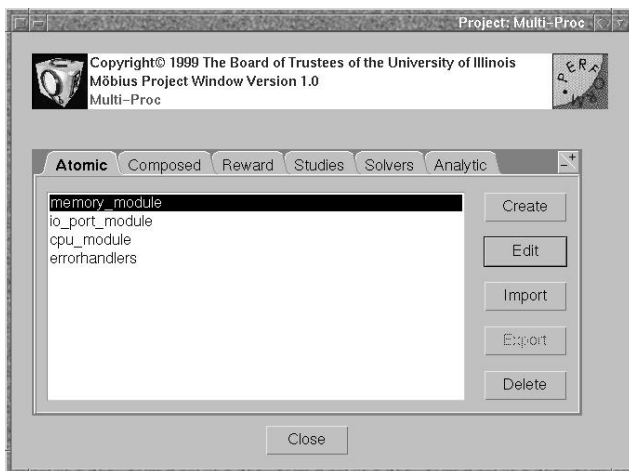 Project: Multi-Proc
Copyright© 1999 The Board of Trustees of the University of Illinois
Möbius Project Window Version 1.0
Multi-Proc
PERFORM
Atomic Composed Reward Studies Solvers Analytic
memory_module
io_port_module
cpu_module
errorhandlers
Create
Edit
Import
Export
Delete
Close